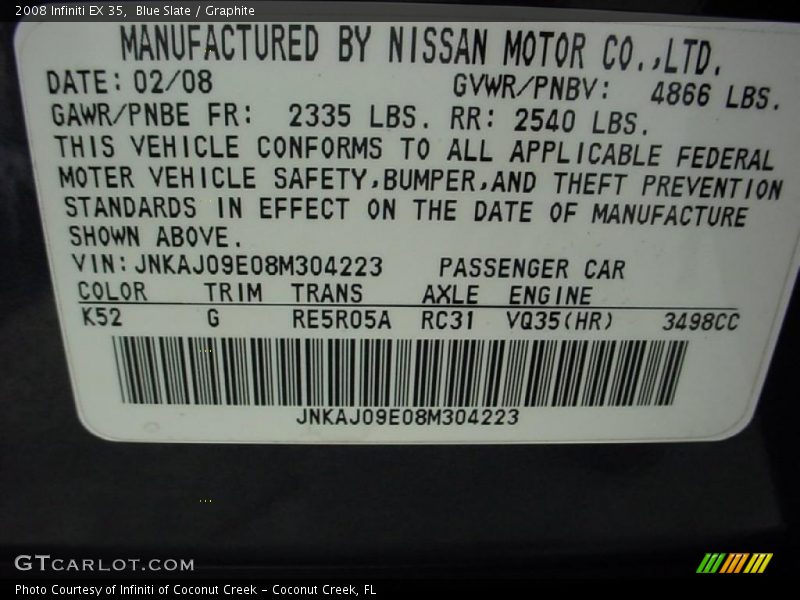 2008 Infiniti EX 35,  Blue Slate / Graphite
MANUFACTURED BY NISSAN MOTOR CO.,LTD.
DATE: 02/08 GVWR/PNBV: 4866 LBS.
GAWR/PNBE FR: 2335 LBS. RR: 2540 LBS.
THIS VEHICLE CONFORMS TO ALL APPLICABLE FEDERAL
MOTER VEHICLE SAFETY,BUMPER,AND THEFT PREVENTION
STANDARDS IN EFFECT ON THE DATE OF MANUFACTURE
SHOWN ABOVE.
VIN:JNKAJ09E08M304223 PASSENGER CAR
COLOR TRIM TRANS AXLE ENGINE
K52 G RE5R05A RC31 VQ35(HR) 3498CC
JNKAJ09E08M304223
GTCARLOT.COM
Photo Courtesy of Infiniti of Coconut Creek - Coconut Creek, FL